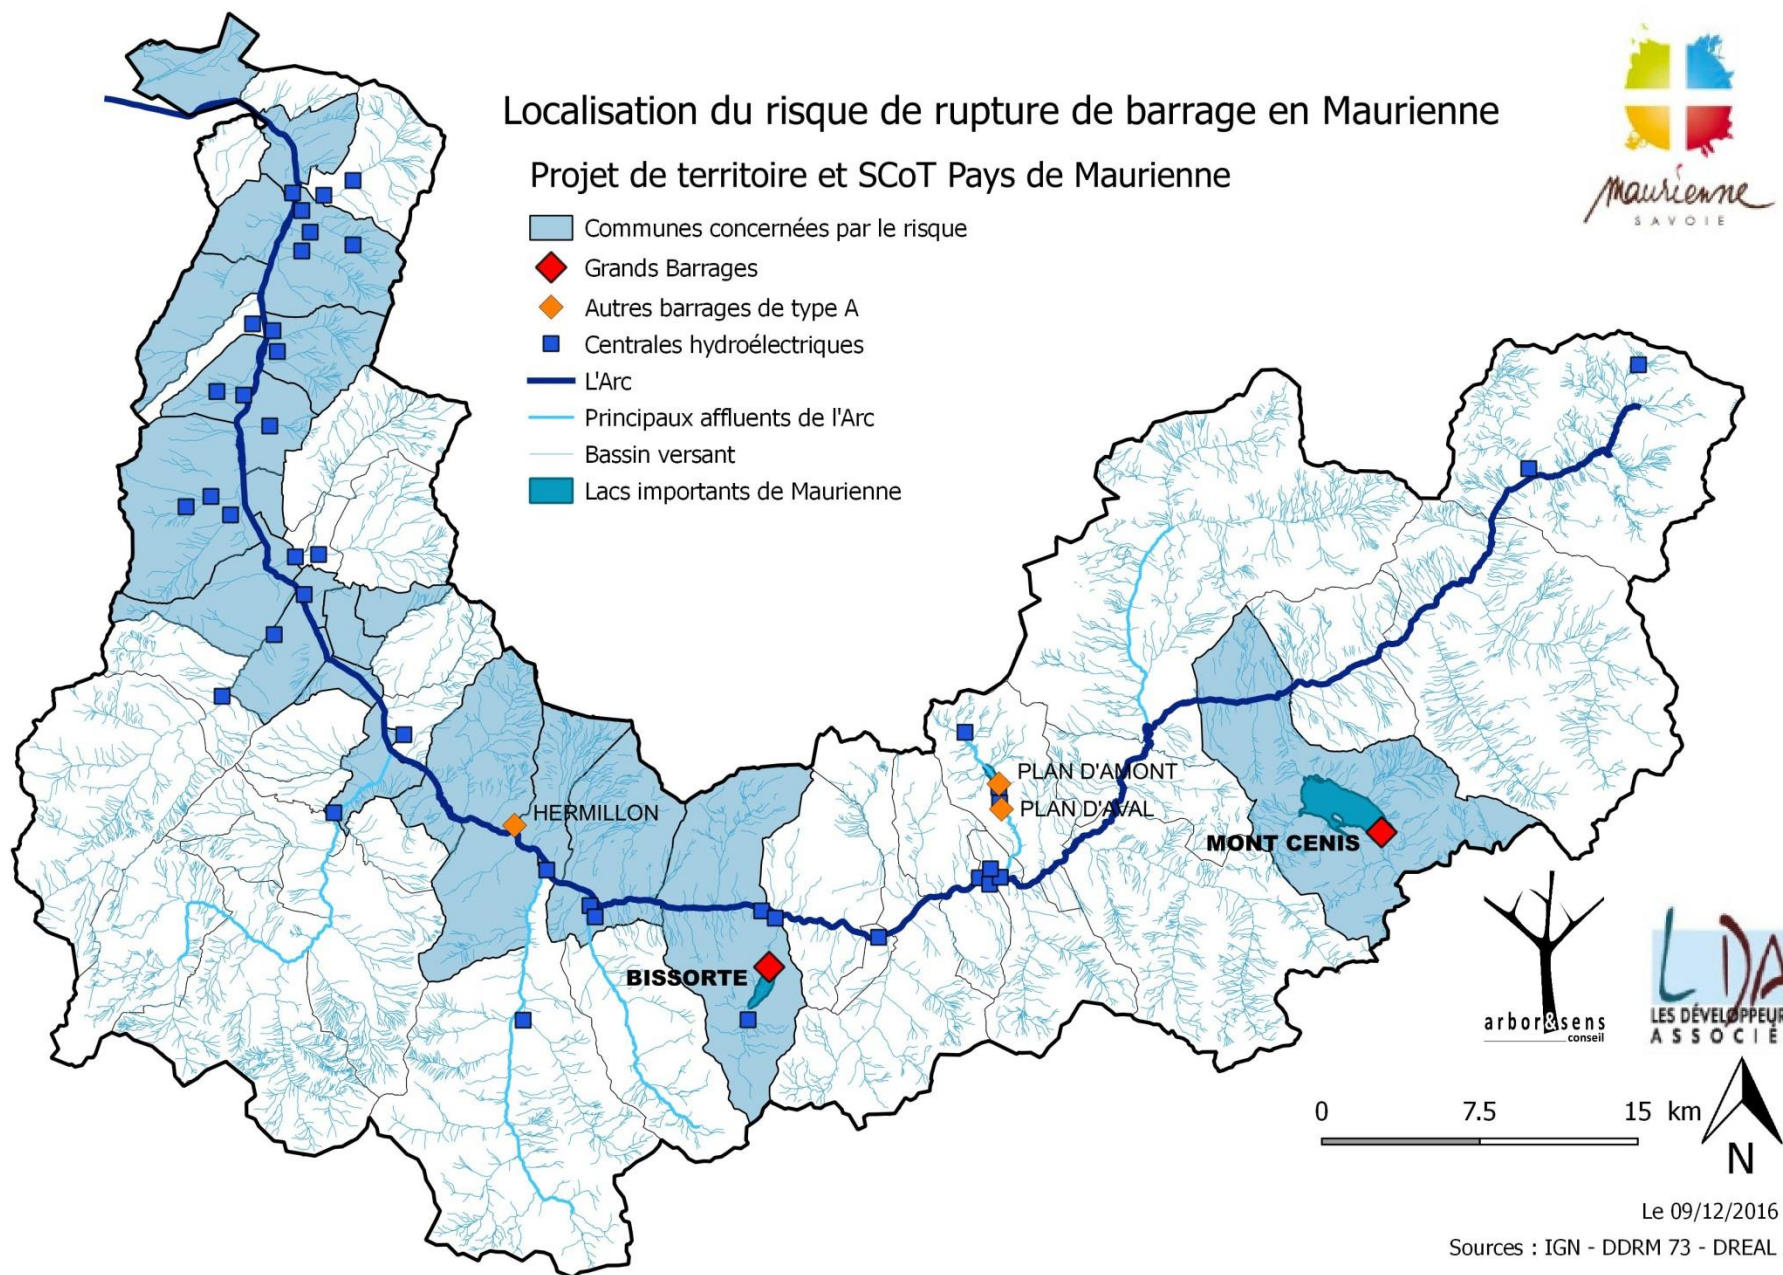 Localisation du risque de rupture de barrage en Maurienne
Projet de territoire et SCoT Pays de Maurienne
Communes concernées par le risque
Grands Barrages
Autres barrages de type A
Centrales hydroélectriques
L'Arc
Principaux affluents de l'Arc
Bassin versant
Lacs importants de Maurienne
maurienne
SAVOIE
PLAN D'AMONT
PLAN D'AVAL
HERMILLON
MONT CENIS
BISSORTE
arbor&sens
conseil
LDA
LES DÉVELOPPEUR
ASSOCIÉ
0 7.5 15 km
N
Le 09/12/2016
Sources : IGN - DDRM 73 - DREAL